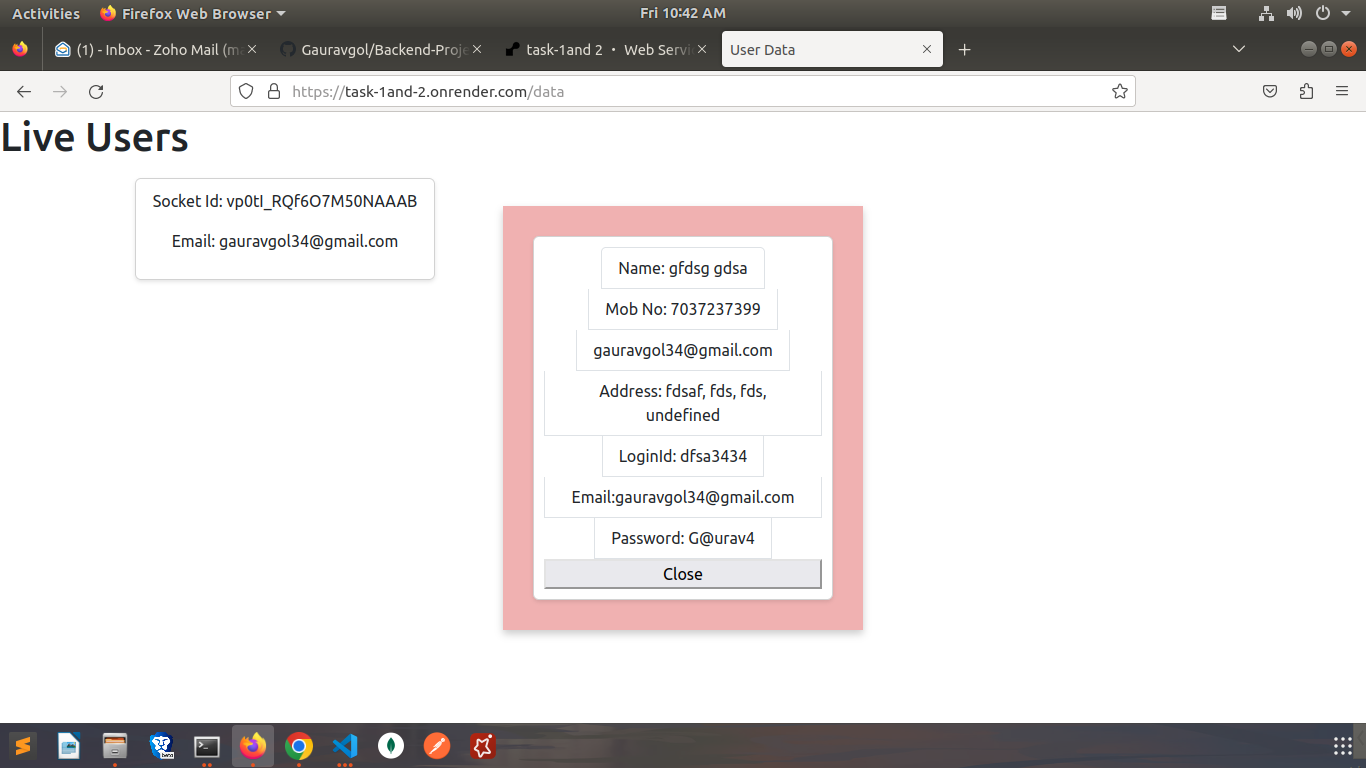 Activities Firefox Web Browser Fri 10:42 AM
(1) - Inbox - Zoho Mail (m Gauravgol/Backend-Proje task-1and 2 • Web Servi User Data
https://task-1and-2.onrender.com/data
Live Users
Socket Id: vp0tI_RQf6O7M50NAAAB
Email: gauravgol34@gmail.com
Name: gfdsg gdsa
Mob No: 7037237399
gauravgol34@gmail.com
Address: fdsaf, fds, fds,
undefined
LoginId: dfsa3434
Email:gauravgol34@gmail.com
Password: G@urav4
Close